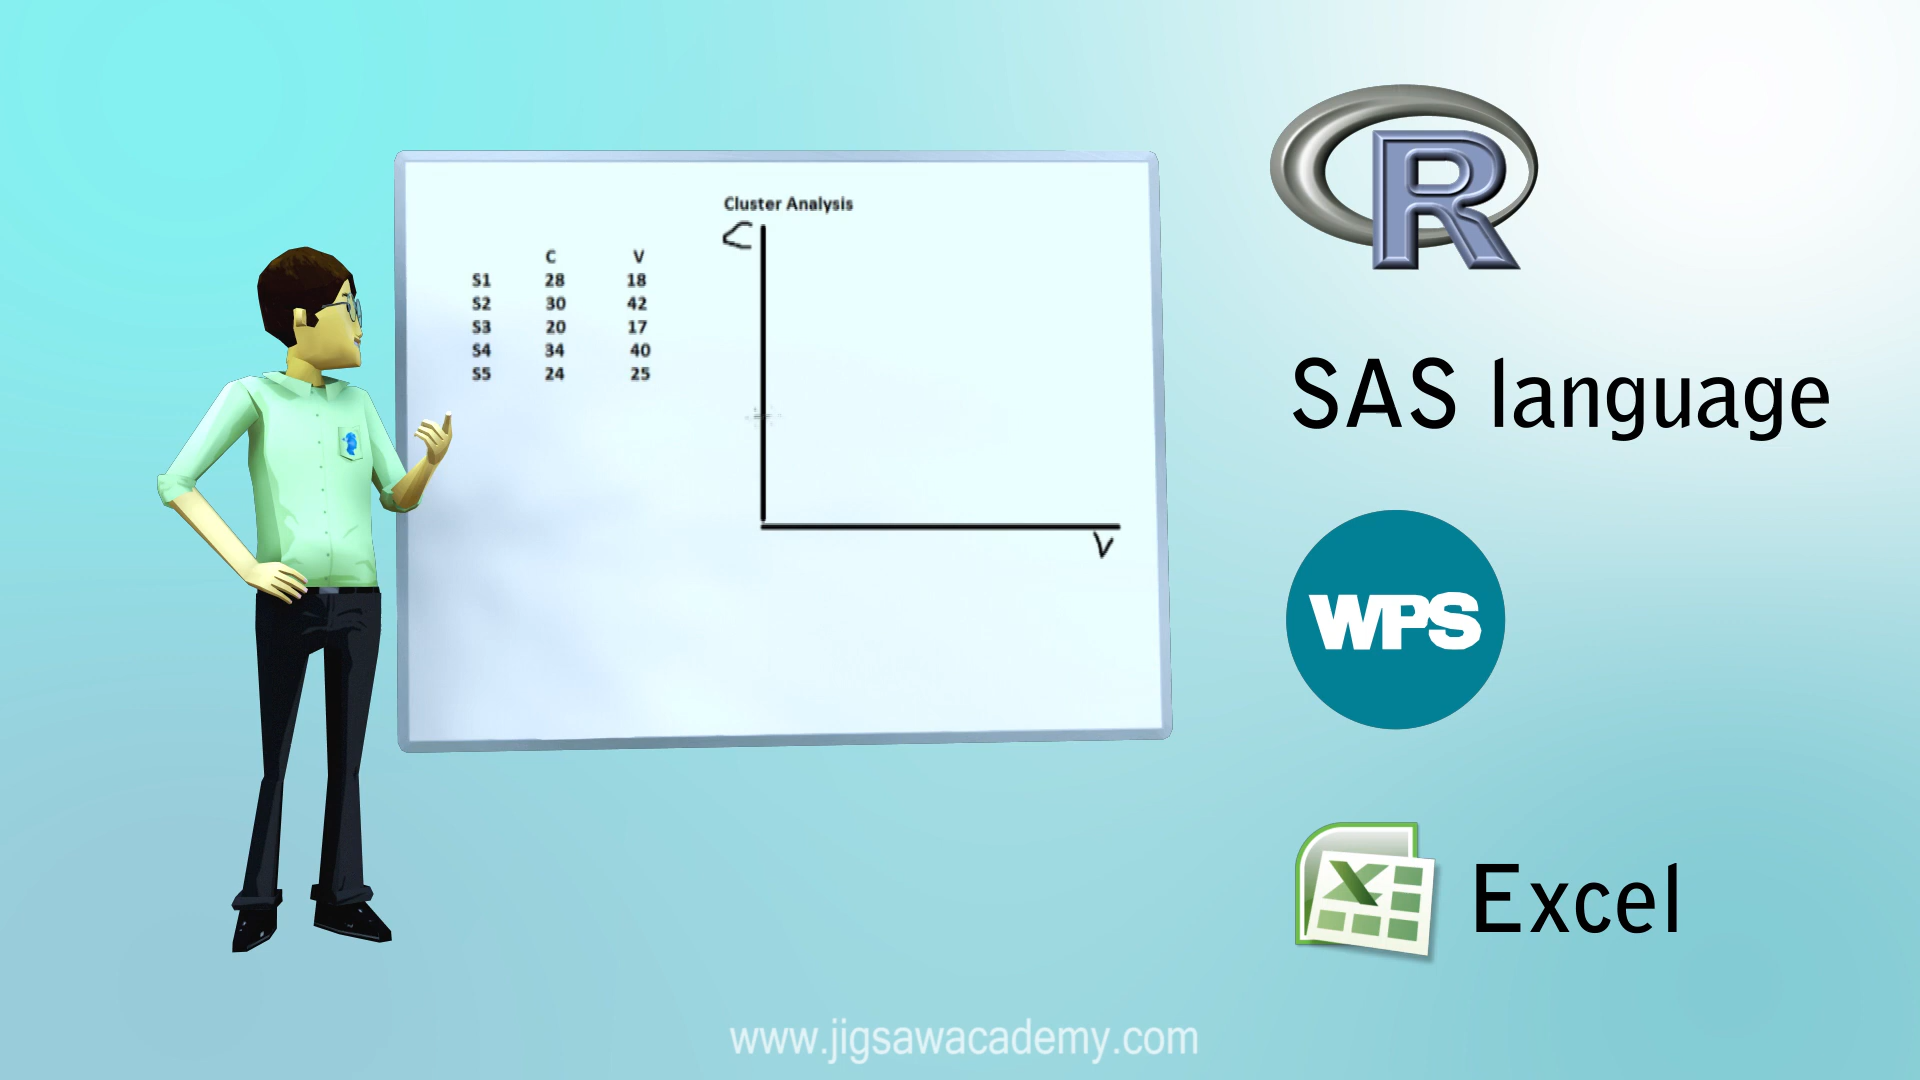 Cluster Analysis
C
C V
S1 28 18
S2 30 42
S3 20 17
S4 34 40
S5 24 25
V
R
SAS language
WPS
Excel
www.jigsawacademy.com